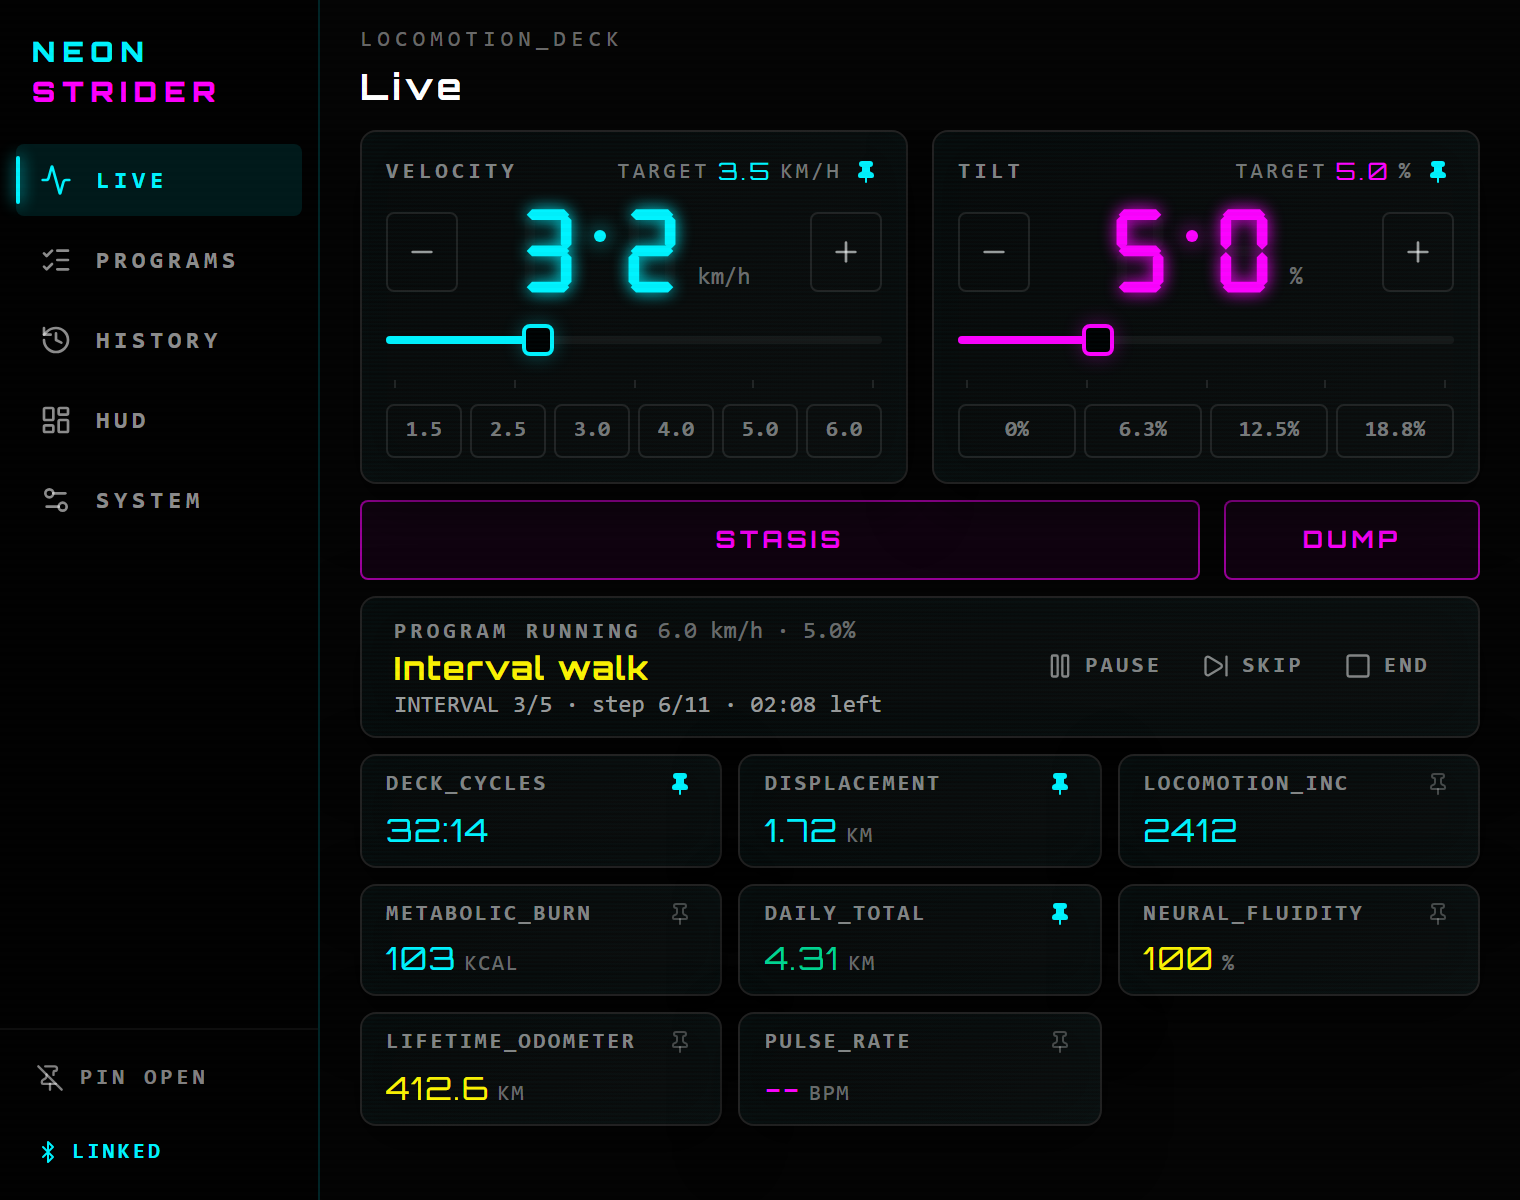 NEON
STRIDER
LIVE
PROGRAMS
HISTORY
HUD
SYSTEM
PIN OPEN
LINKED
LOCOMOTION_DECK
Live
VELOCITY TARGET 3.5 KM/H
− 3.2 km/h +
1.5 2.5 3.0 4.0 5.0 6.0
TILT TARGET 5.0 %
− 5.0 % +
0% 6.3% 12.5% 18.8%
STASIS DUMP
PROGRAM RUNNING 6.0 km/h · 5.0%
Interval walk
INTERVAL 3/5 · step 6/11 · 02:08 left
PAUSE SKIP END
DECK_CYCLES
32:14
DISPLACEMENT
1.72 KM
LOCOMOTION_INC
2412
METABOLIC_BURN
103 KCAL
DAILY_TOTAL
4.31 KM
NEURAL_FLUIDITY
100 %
LIFETIME_ODOMETER
412.6 KM
PULSE_RATE
-- BPM